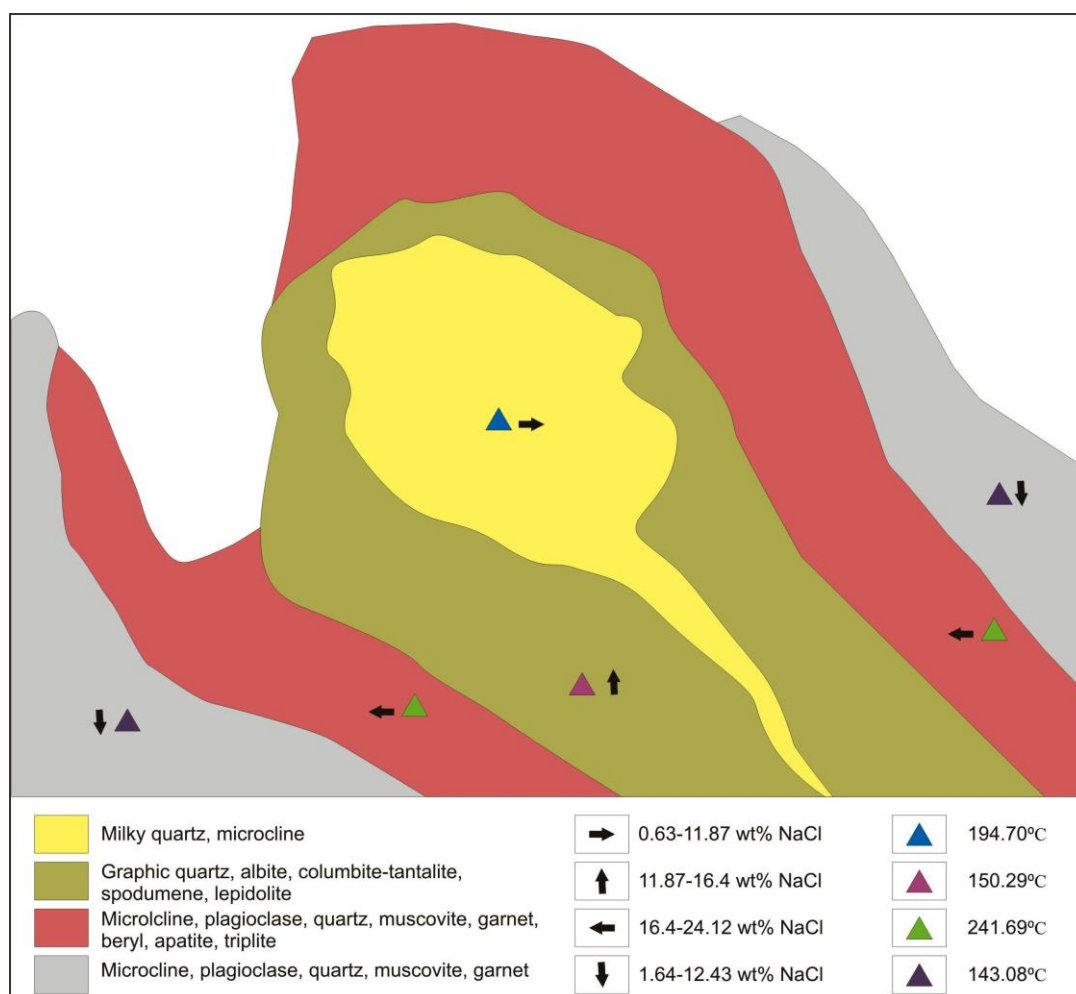 Milky quartz, microcline
Graphic quartz, albite, columbite-tantalite,
spodumene, lepidolite
Microlcline, plagioclase, quartz, muscovite, garnet,
beryl, apatite, triplite
Microcline, plagioclase, quartz, muscovite, garnet
0.63-11.87 wt% NaCl
11.87-16.4 wt% NaCl
16.4-24.12 wt% NaCl
1.64-12.43 wt% NaCl
194.70ºC
150.29ºC
241.69ºC
143.08ºC